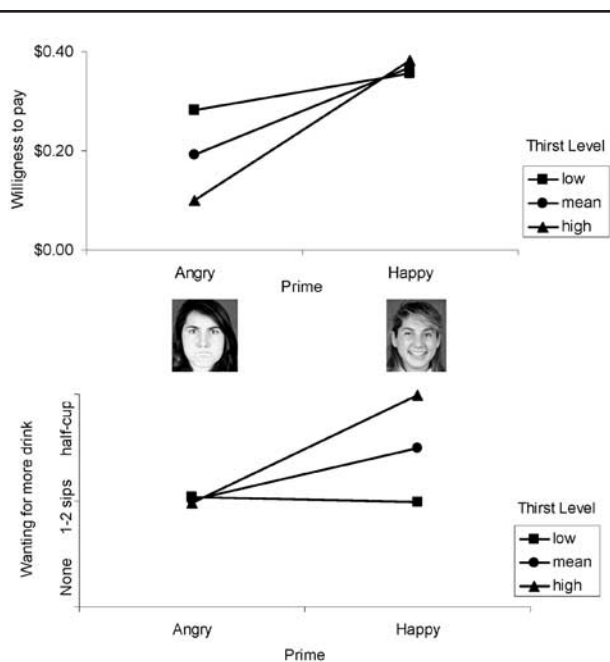 $0.40
$0.20
$0.00
Willigness to pay
Thirst Level
low
mean
high
Angry
Happy
Prime
half-cup
1-2 sips
None
Wanting for more drink
Thirst Level
low
mean
high
Angry
Happy
Prime